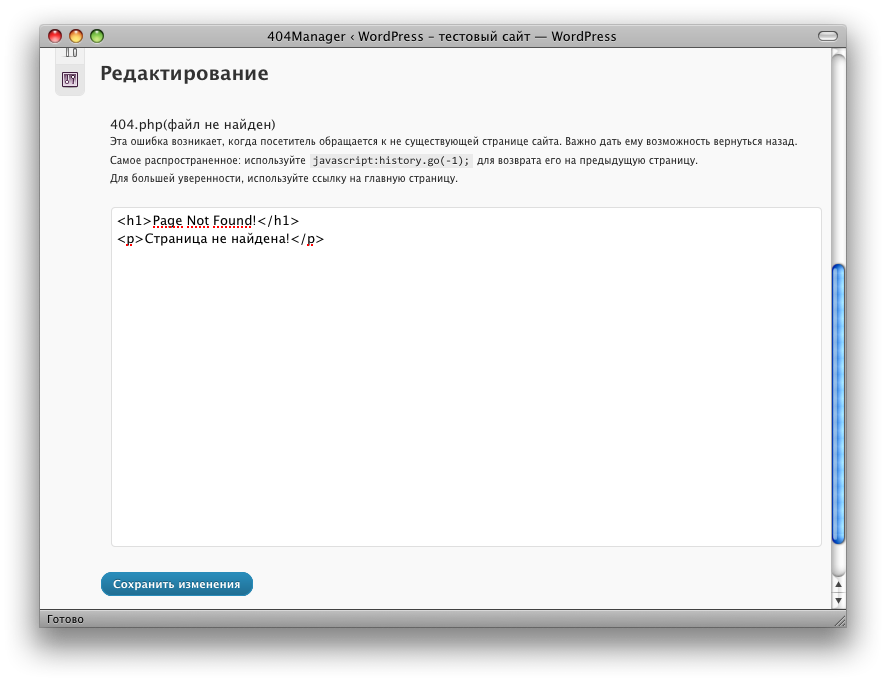 404Manager ‹ WordPress – тестовый сайт — WordPress
Редактирование
404.php(файл не найден)
Эта ошибка возникает, когда посетитель обращается к не существующей странице сайта. Важно дать ему возможность вернуться назад.
Самое распространенное: используйте javascript:history.go(-1); для возврата его на предыдущую страницу.
Для большей уверенности, используйте ссылку на главную страницу.
<h1>Page Not Found!</h1>
<p>Страница не найдена!</p>
Сохранить изменения
Готово